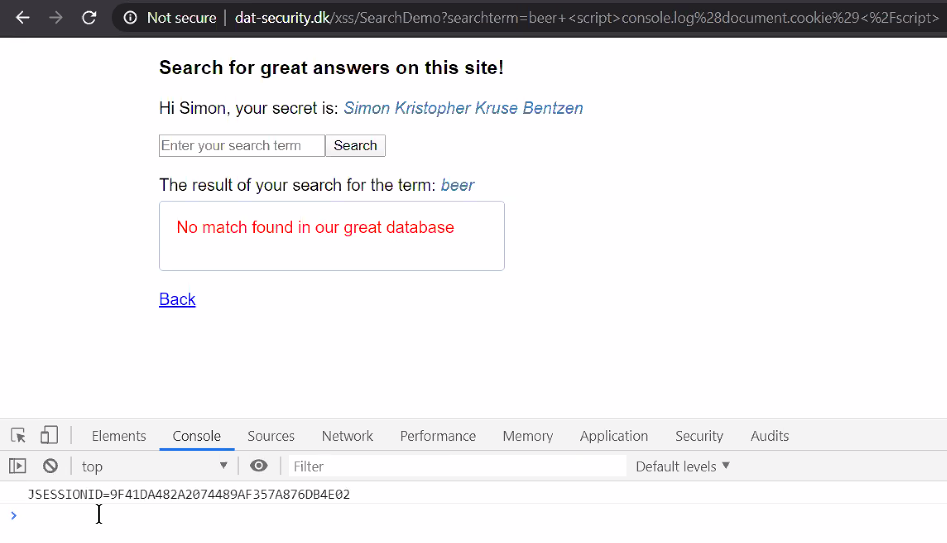 Not secure | dat-security.dk/xss/SearchDemo?searchterm=beer+<script>console.log%28document.cookie%29<%2Fscript>
Search for great answers on this site!
Hi Simon, your secret is: Simon Kristopher Kruse Bentzen
Enter your search term Search
The result of your search for the term: beer
No match found in our great database
Back
Elements Console Sources Network Performance Memory Application Security Audits
top Filter Default levels
JSESSIONID=9F41DA482A2074489AF357A876DB4E02